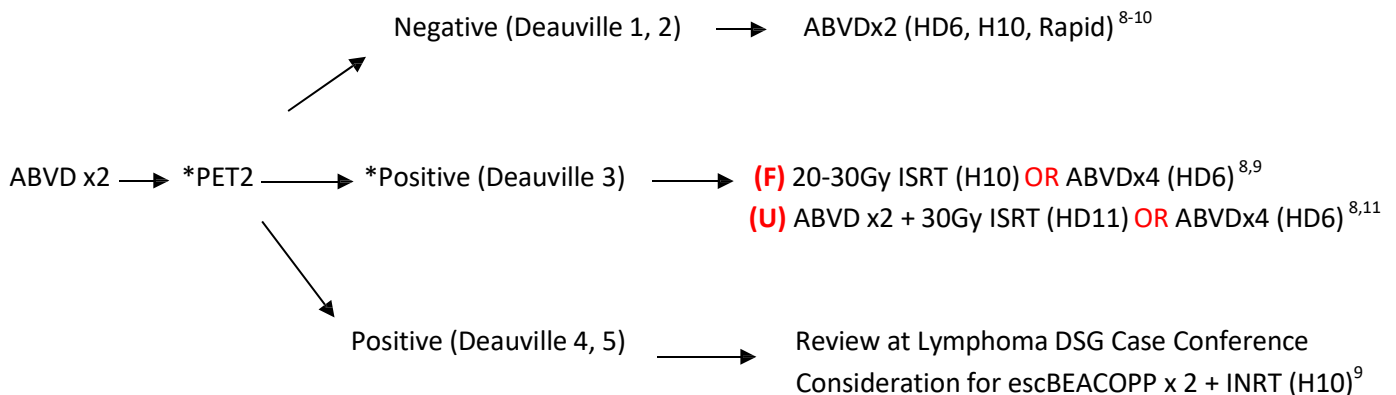 Negative (Deauville 1, 2) ABVDx2 (HD6, H10, Rapid) 8-10
ABVD x2 *PET2 *Positive (Deauville 3) (F) 20-30Gy ISRT (H10) OR ABVDx4 (HD6) 8,9
(U) ABVD x2 + 30Gy ISRT (HD11) OR ABVDx4 (HD6) 8,11
Positive (Deauville 4, 5) Review at Lymphoma DSG Case Conference
Consideration for escBEACOPP x 2 + INRT (H10)9